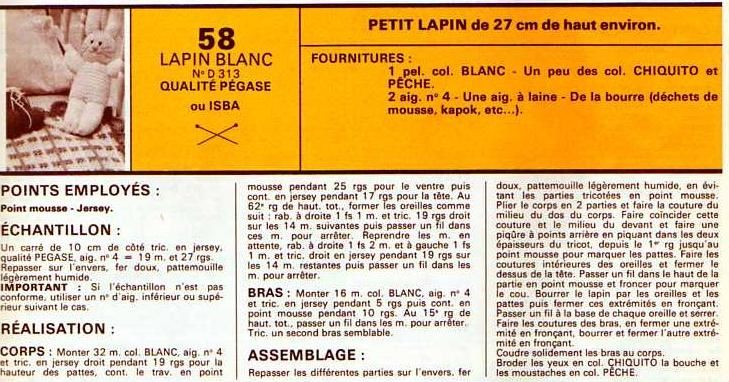 58
LAPIN BLANC
N° D 313
QUALITÉ PÉGASE
ou ISBA
PETIT LAPIN de 27 cm de haut environ.
FOURNITURES :
1 pel. col. BLANC - Un peu des col. CHIQUITO et
PÊCHE.
2 aig. n° 4 - Une aig. à laine - De la bourre (déchets de
mousse, kapok, etc...).
POINTS EMPLOYÉS :
Point mousse - Jersey.
ÉCHANTILLON :
Un carré de 10 cm de côté tric. en jersey,
qualité PEGASE, aig. n° 4 = 19 m. et 27 rgs.
Repasser sur l'envers, fer doux, pattemouille
légèrement humide.
IMPORTANT : Si l'échantillon n'est pas
conforme, utiliser un n° d'aig. inférieur ou supé-
rieur suivant le cas.
RÉALISATION :
CORPS : Monter 32 m. col. BLANC, aig. n° 4
et tric. en jersey droit pendant 19 rgs pour la
hauteur des pattes, cont. le trav. en point
mousse pendant 25 rgs pour le ventre puis
cont. en jersey pendant 17 rgs pour la tête. Au
62e rg de haut. tot., former les oreilles comme
suit : rab. à droite 1 fs 1 m. et tric. 19 rgs droit
sur les 14 m. suivantes puis passer un fil dans
ces m. pour arrêter. Reprendre les m. en
attente, rab. à droite 1 fs 2 m. et à gauche 1 fs
1 m. et tric. droit en jersey pendant 19 rgs sur
les 14 m. restantes puis passer un fil dans les
m. pour arrêter.
BRAS : Monter 16 m. col. BLANC, aig. n° 4
et tric. en jersey pendant 5 rgs puis cont. en
point mousse pendant 10 rgs. Au 15e rg de
haut. tot., passer un fil dans les m. pour arrêter.
Tric. un second bras semblable.
ASSEMBLAGE :
Repasser les différentes parties sur l'envers, fer
doux, pattemouille légèrement humide, en évi-
tant les parties tricotées en point mousse.
Plier le corps en 2 parties et faire la couture du
milieu du dos du corps. Faire coïncider cette
couture et le milieu du devant et faire une
piqûre à points arrière en piquant dans les deux
épaisseurs du tricot, depuis le 1er rg jusqu'au
point mousse pour marquer les pattes. Faire les
coutures intérieures des oreilles et fermer le
dessus de la tête. Passer un fil dans le haut de la
partie en point mousse et froncer pour marquer
le cou. Bourrer le lapin par les oreilles et les
pattes puis fermer ces extrémités en fronçant.
Passer un fil à la base de chaque oreille et serrer.
Faire les coutures des bras, en fermer une extré-
mité en fronçant, bourrer et fermer l'autre extré-
mité en fronçant.
Coudre solidement les bras au corps.
Broder les yeux en col. CHIQUITO la bouche et
les moustaches en col. PÊCHE.